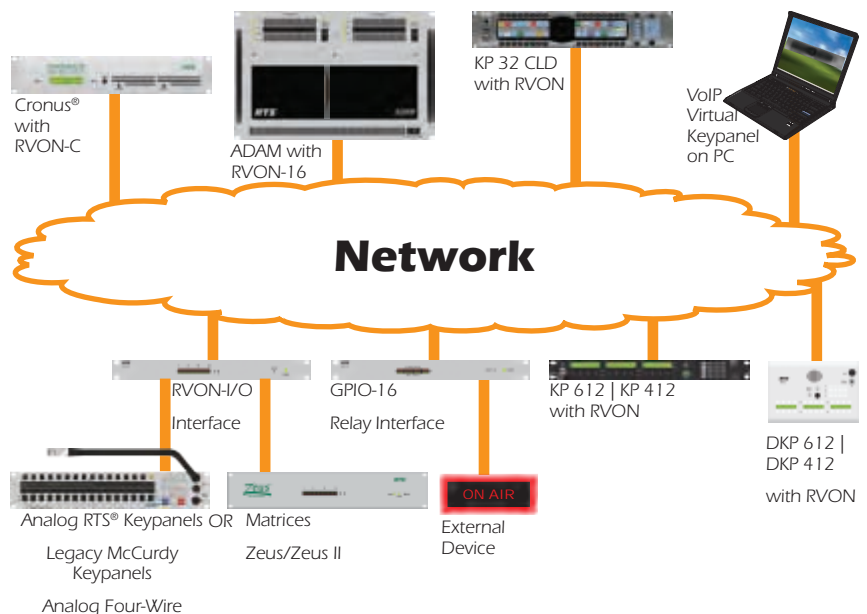 Cronus®
with
RVON-C
RTS
ADAM with
RVON-16
KP 32 CLD
with RVON
VoIP
Virtual
Keypanel
on PC
Network
RVON-I/O
Interface
GPIO-16
Relay Interface
KP 612 | KP 412
with RVON
DKP 612 |
DKP 412
with RVON
Zeus
ON AIR
Analog RTS® Keypanels OR
Legacy McCurdy
Keypanels
Analog Four-Wire
Matrices
Zeus/Zeus II
External
Device